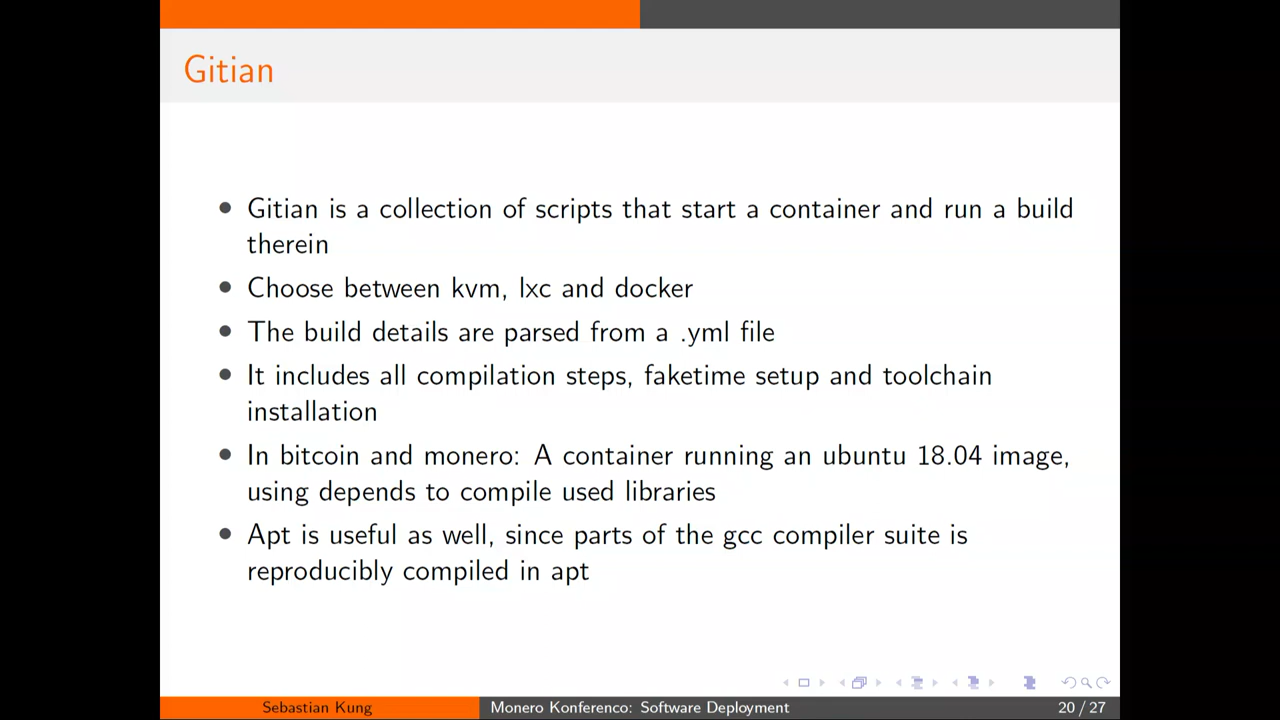 Gitian
Gitian is a collection of scripts that start a container and run a build
therein
Choose between kvm, lxc and docker
The build details are parsed from a .yml file
It includes all compilation steps, faketime setup and toolchain
installation
In bitcoin and monero: A container running an ubuntu 18.04 image,
using depends to compile used libraries
Apt is useful as well, since parts of the gcc compiler suite is
reproducibly compiled in apt
Sebastian Kung
Monero Konferenco: Software Deployment
20 / 27